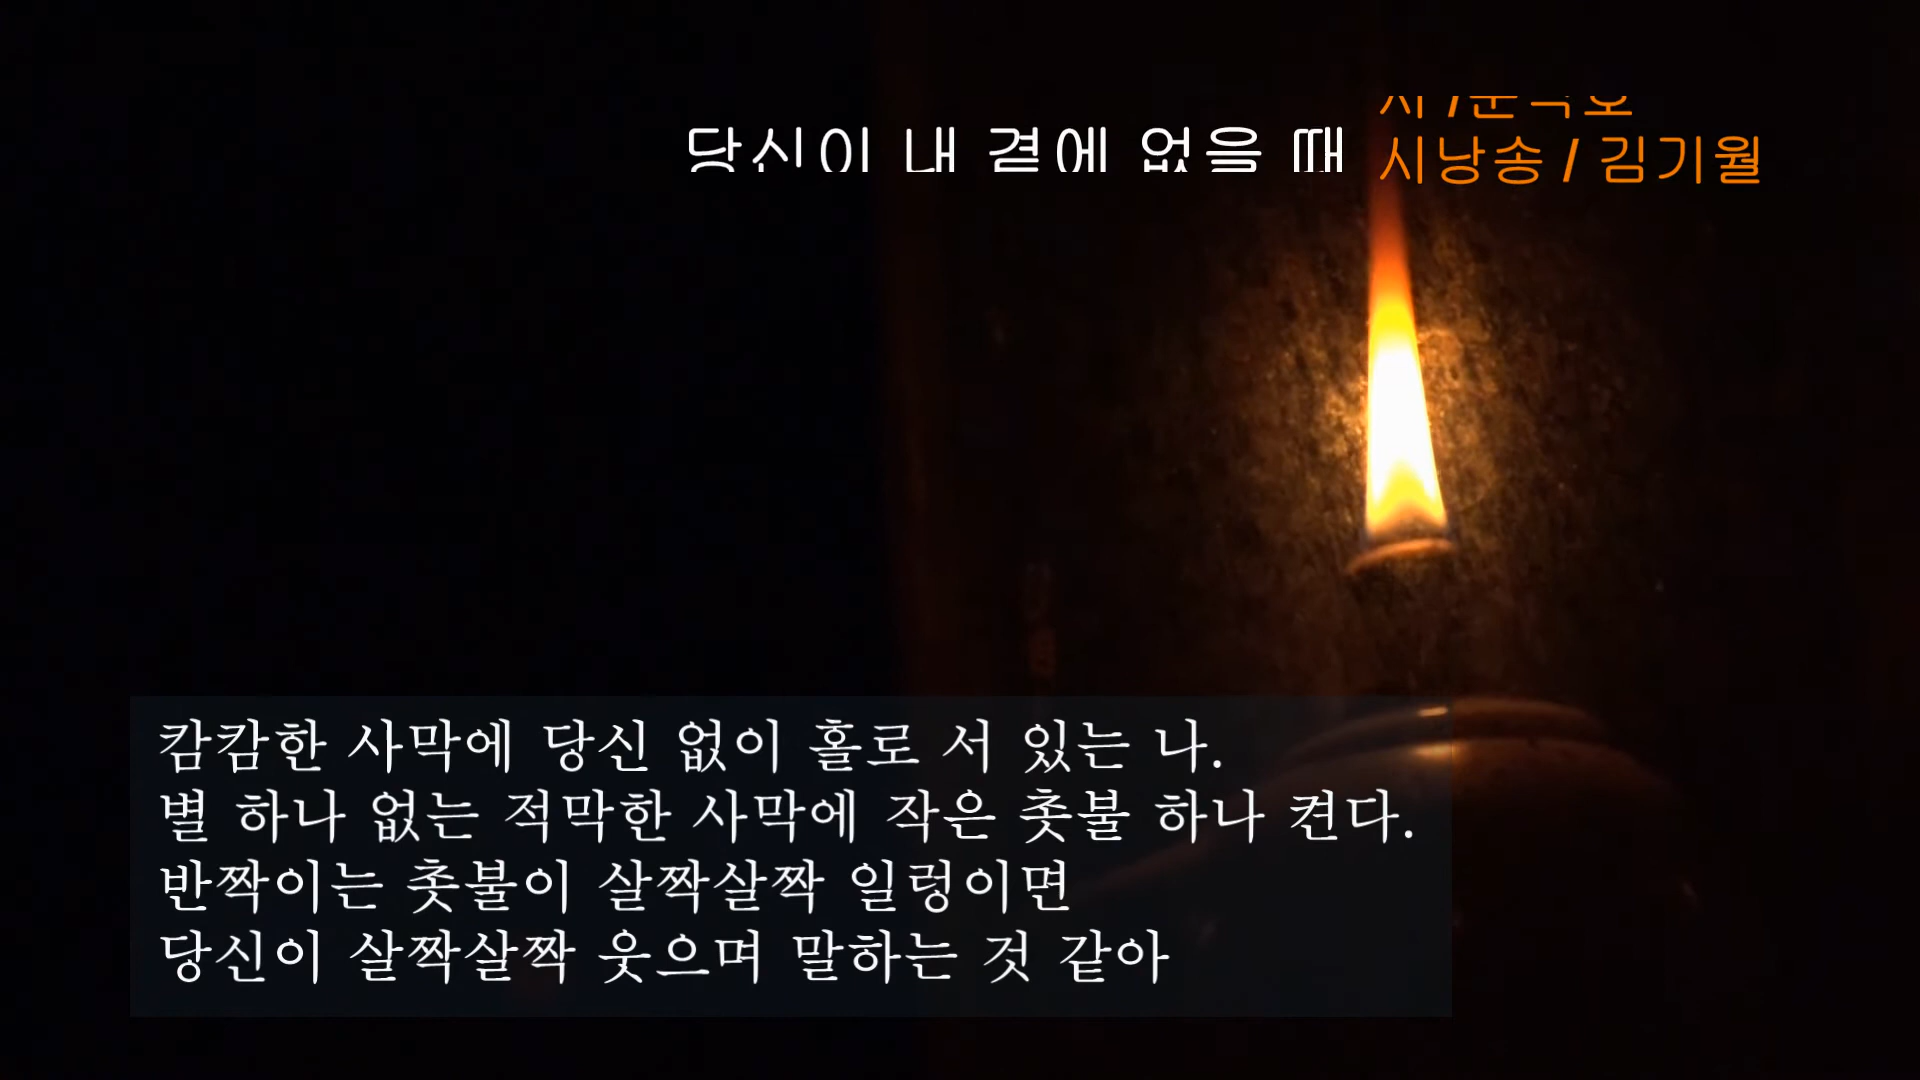 당신이 내 곁에 없을 때
시낭송 / 김기월
캄캄한 사막에 당신 없이 홀로 서 있는 나.
별 하나 없는 적막한 사막에 작은 촛불 하나 켠다.
반짝이는 촛불이 살짝살짝 일렁이면
당신이 살짝살짝 웃으며 말하는 것 같아